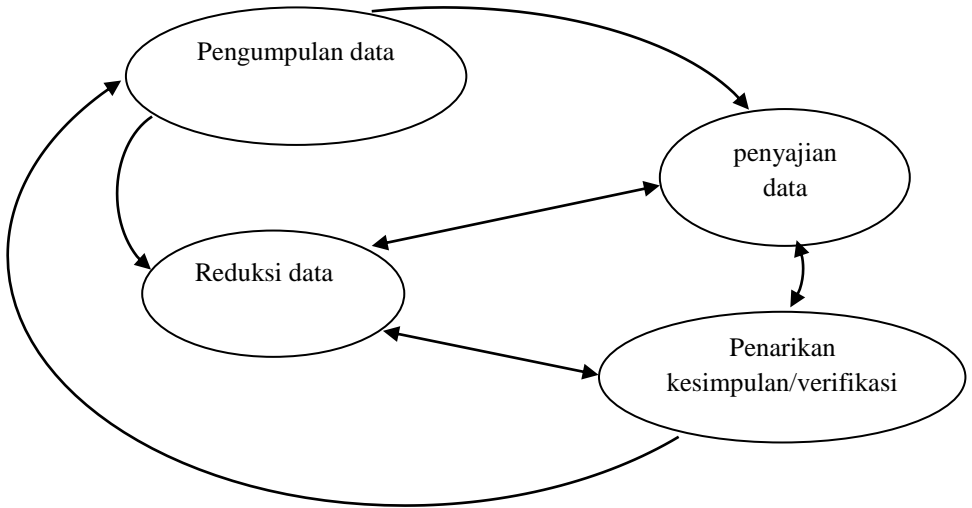 Pengumpulan data
penyajian
data
Reduksi data
Penarikan
kesimpulan/verifikasi